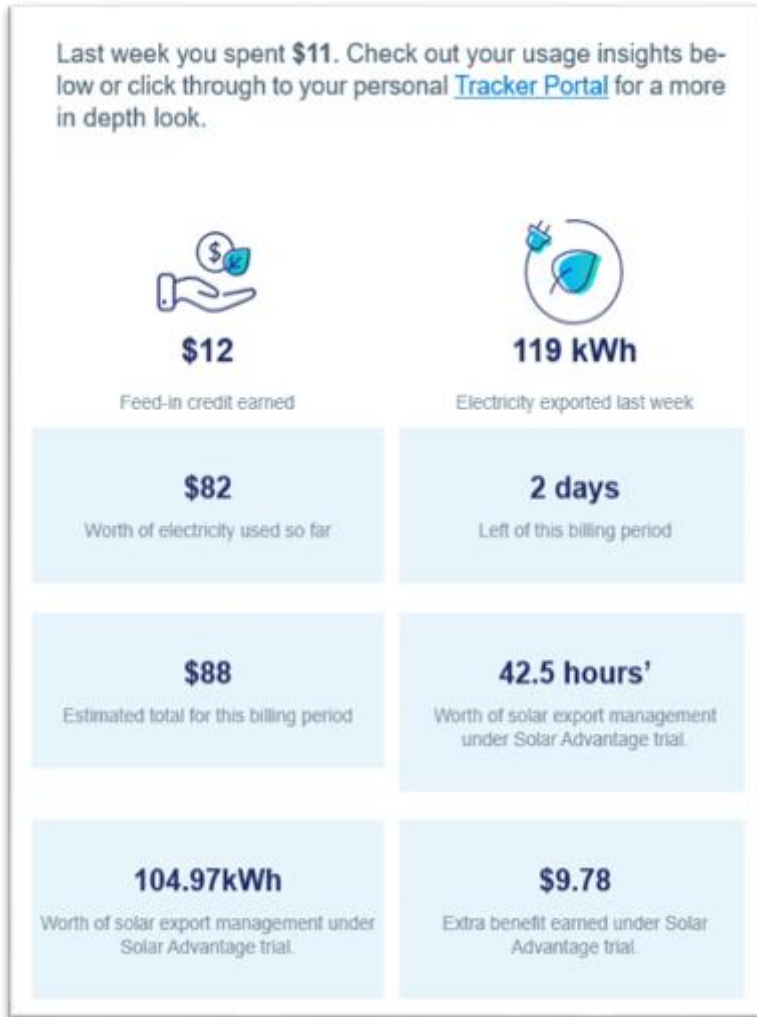 Last week you spent $11. Check out your usage insights be-
low or click through to your personal Tracker Portal for a more
in depth look.
$
$12
Feed-in credit earned
119 kWh
Electricity exported last week
$82
Worth of electricity used so far
2 days
Left of this billing period
$88
Estimated total for this billing period
42.5 hours’
Worth of solar export management
under Solar Advantage trial.
104.97kWh
Worth of solar export management under
Solar Advantage trial.
$9.78
Extra benefit earned under Solar
Advantage trial.